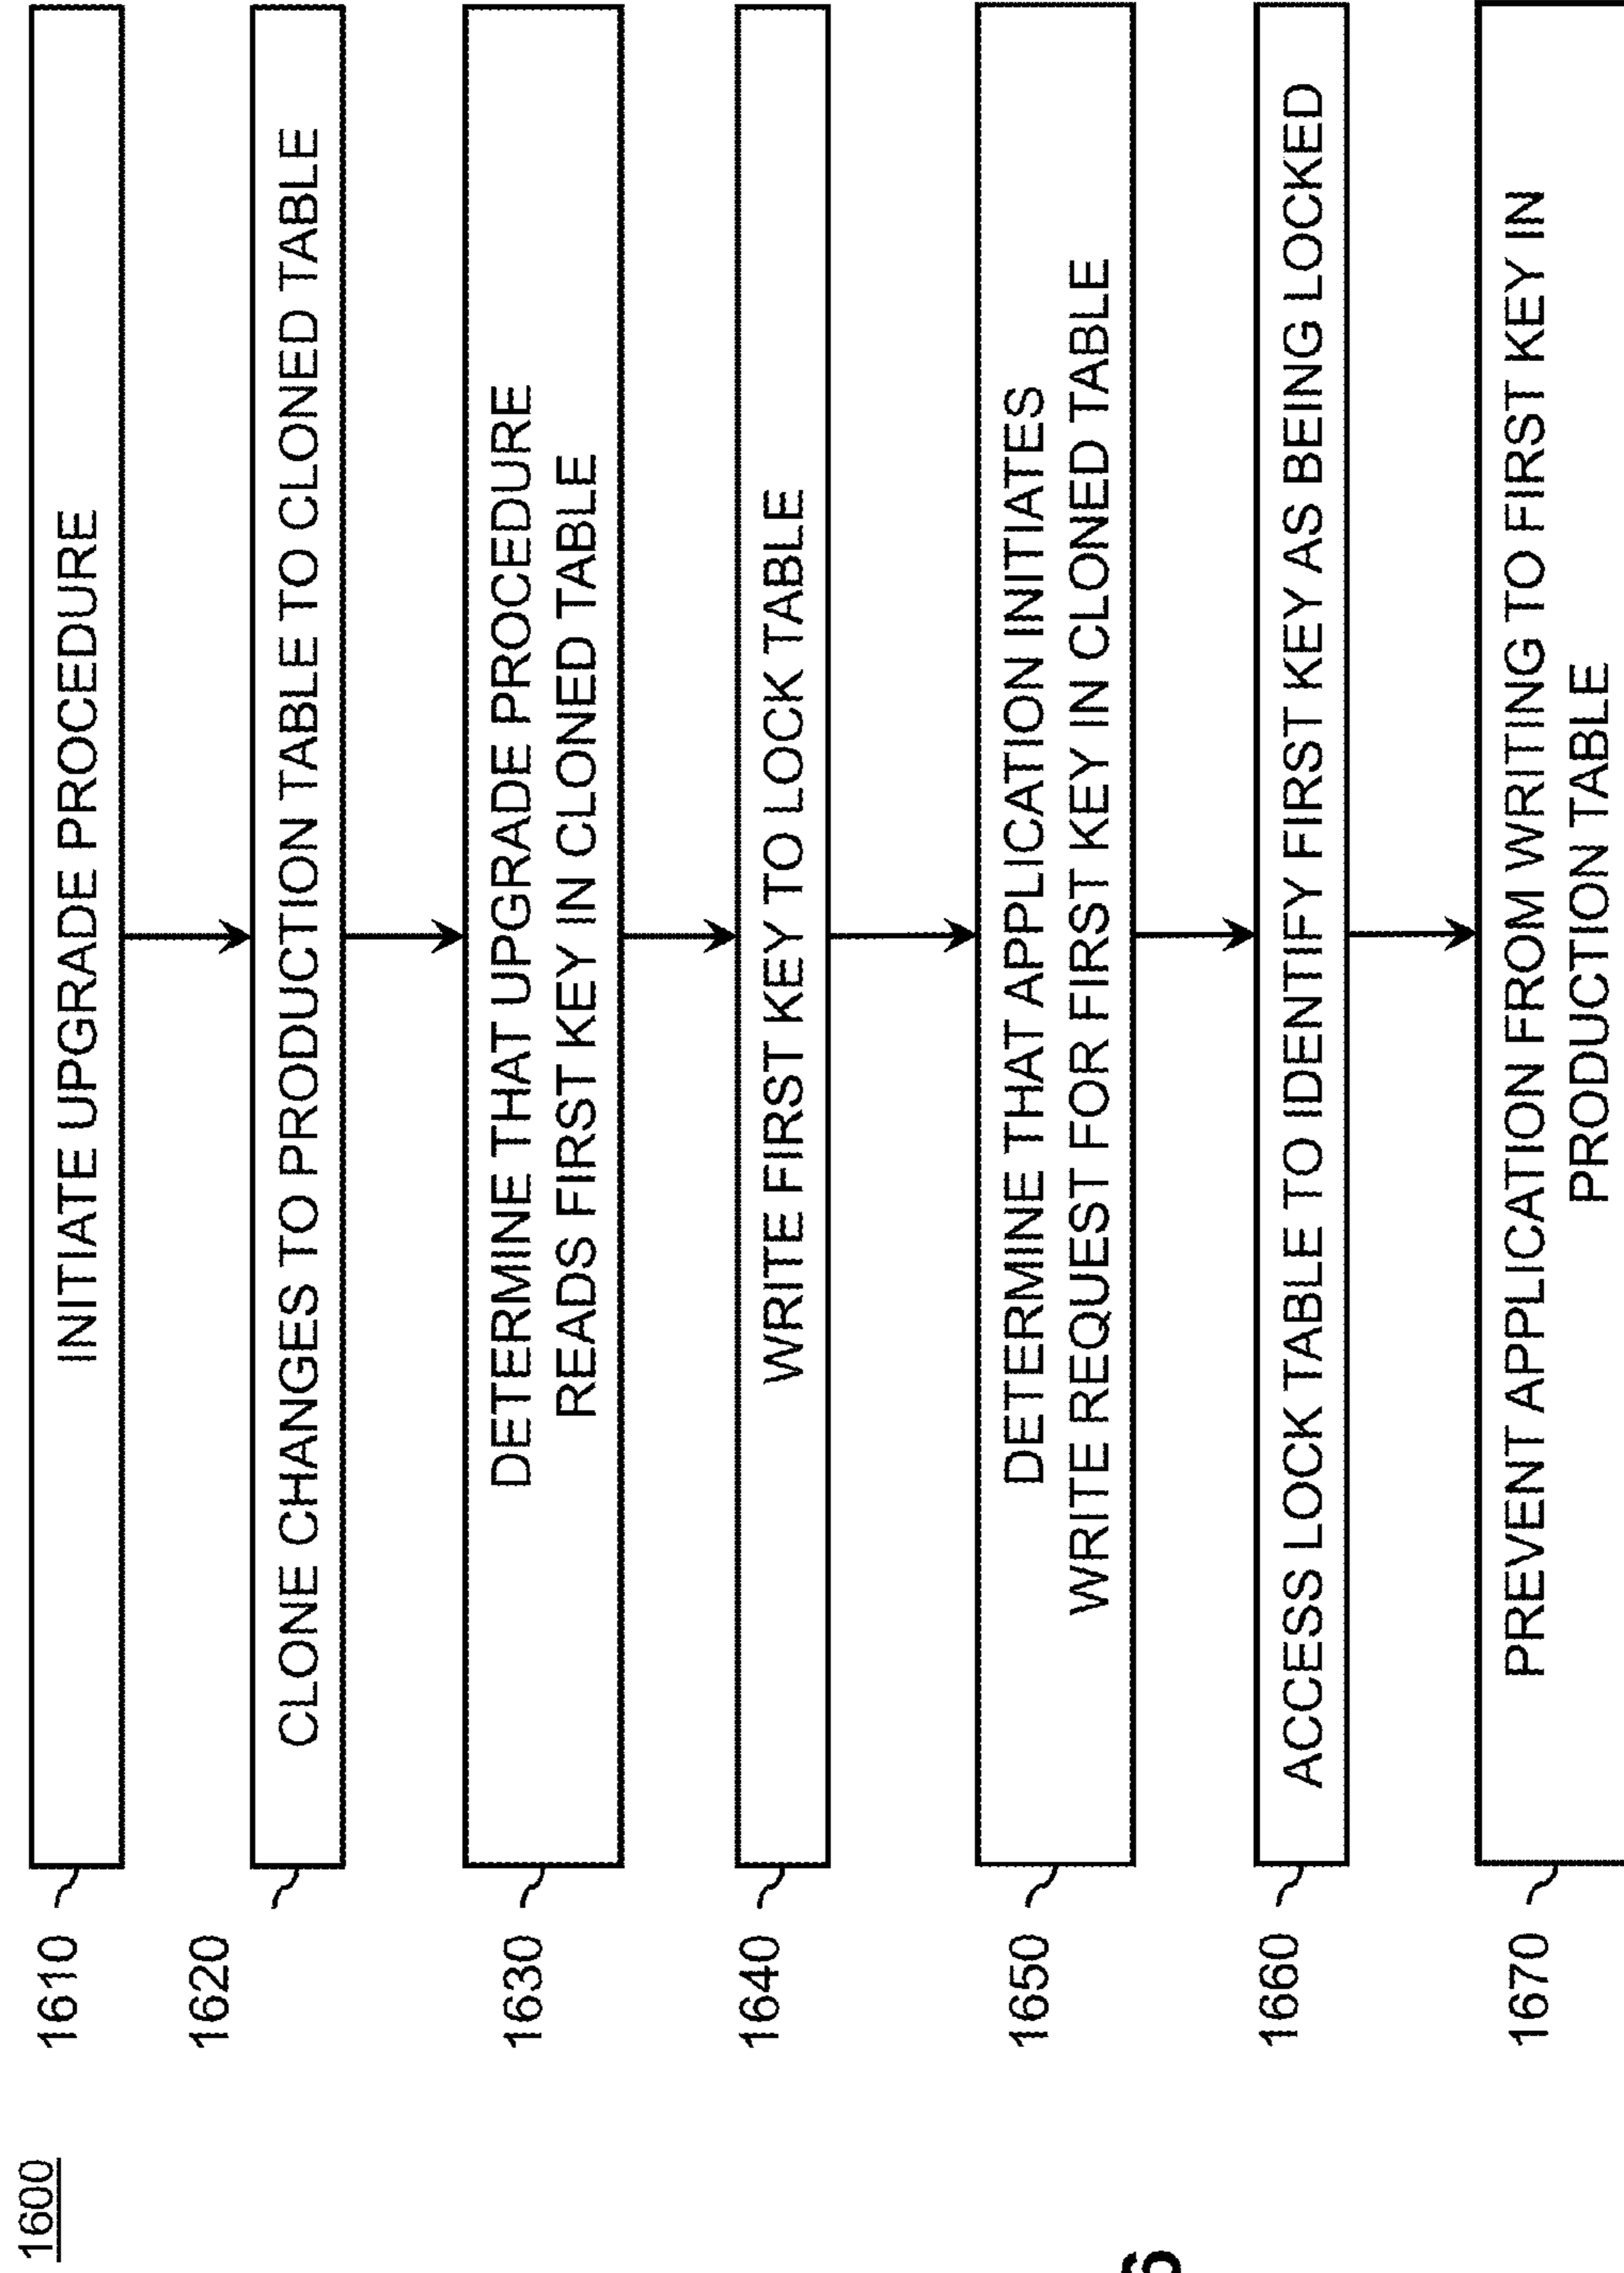 1600
1610
INITIATE UPGRADE PROCEDURE
1620
CLONE CHANGES TO PRODUCTION TABLE TO CLONED TABLE
1630
DETERMINE THAT UPGRADE PROCEDURE
READS FIRST KEY IN CLONED TABLE
1640
WRITE FIRST KEY TO LOCK TABLE
1650
DETERMINE THAT APPLICATION INITIATES
WRITE REQUEST FOR FIRST KEY IN CLONED TABLE
1660
ACCESS LOCK TABLE TO IDENTIFY FIRST KEY AS BEING LOCKED
1670
PREVENT APPLICATION FROM WRITING TO FIRST KEY IN
PRODUCTION TABLE